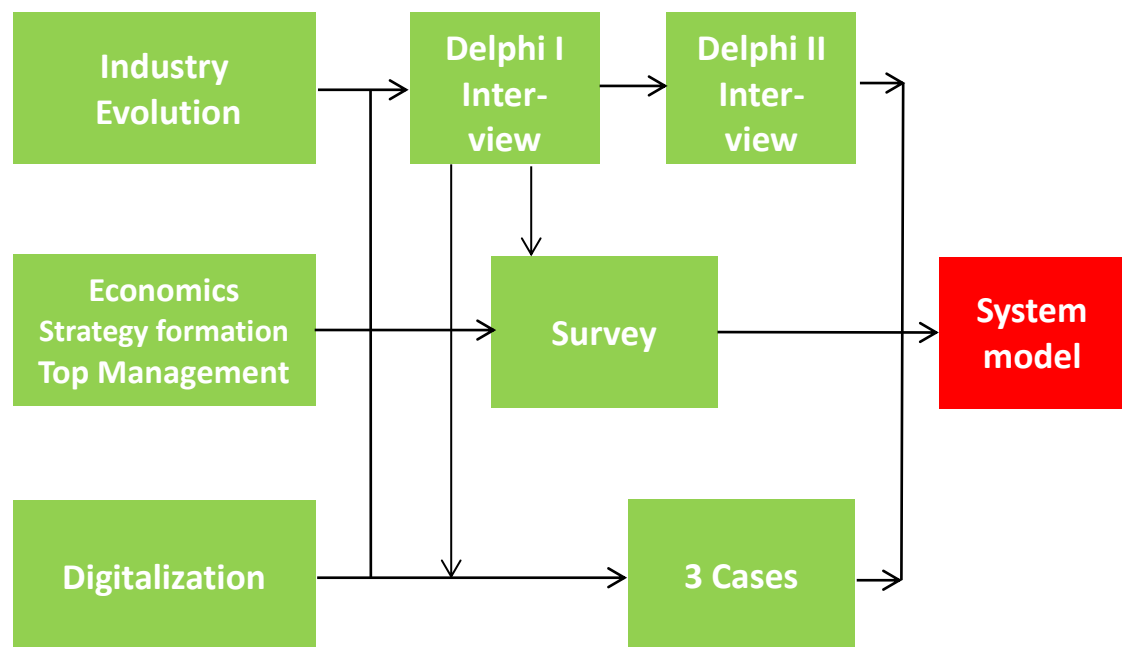 Industry
Evolution
Delphi I
Inter-
view
Delphi II
Inter-
view
Economics
Strategy formation
Top Management
Survey
System
model
Digitalization
3 Cases